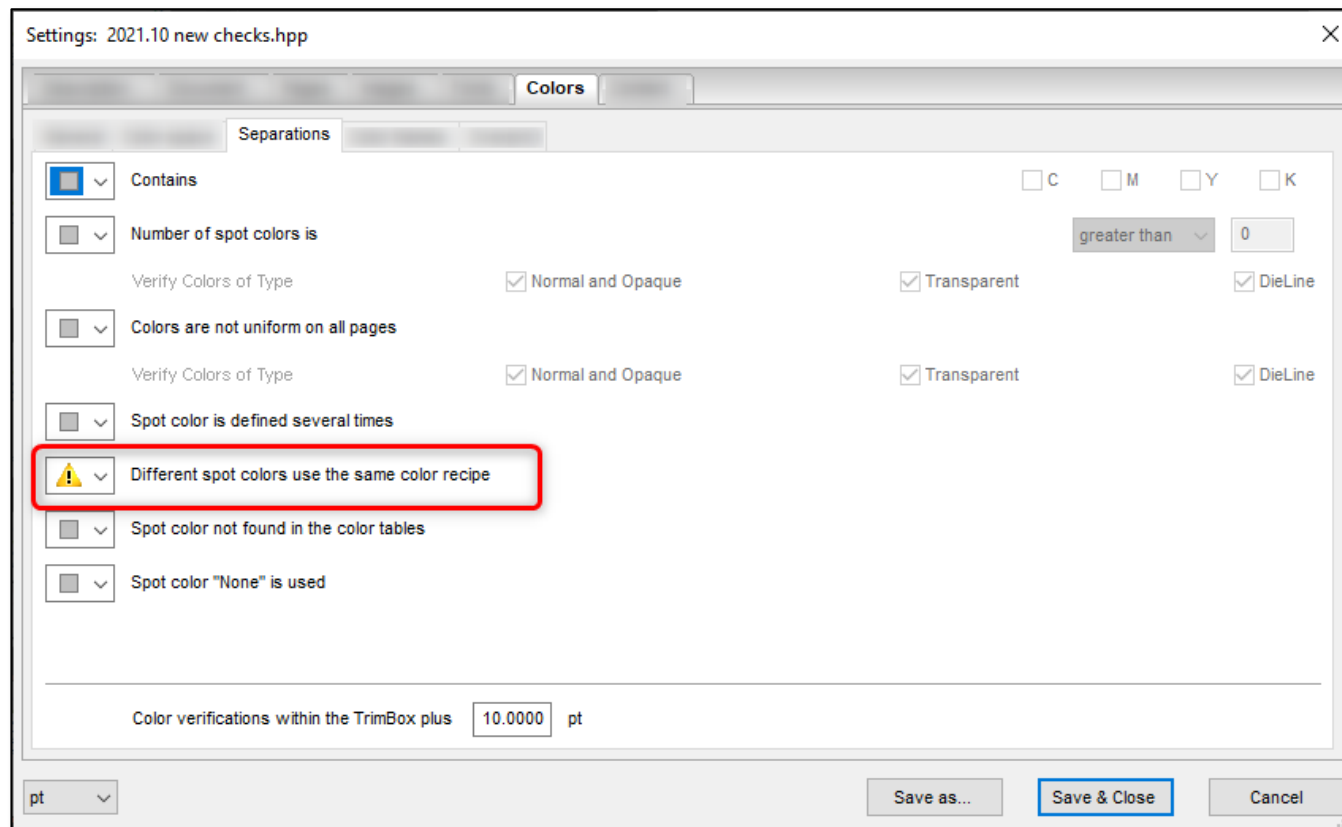 Settings: 2021.10 new checks.hpp
Colors
Separations
Contains C M Y K
Number of spot colors is greater than 0
Verify Colors of Type Normal and Opaque Transparent DieLine
Colors are not uniform on all pages
Verify Colors of Type Normal and Opaque Transparent DieLine
Spot color is defined several times
Different spot colors use the same color recipe
Spot color not found in the color tables
Spot color "None" is used
Color verifications within the TrimBox plus 10.0000 pt
pt Save as... Save & Close Cancel